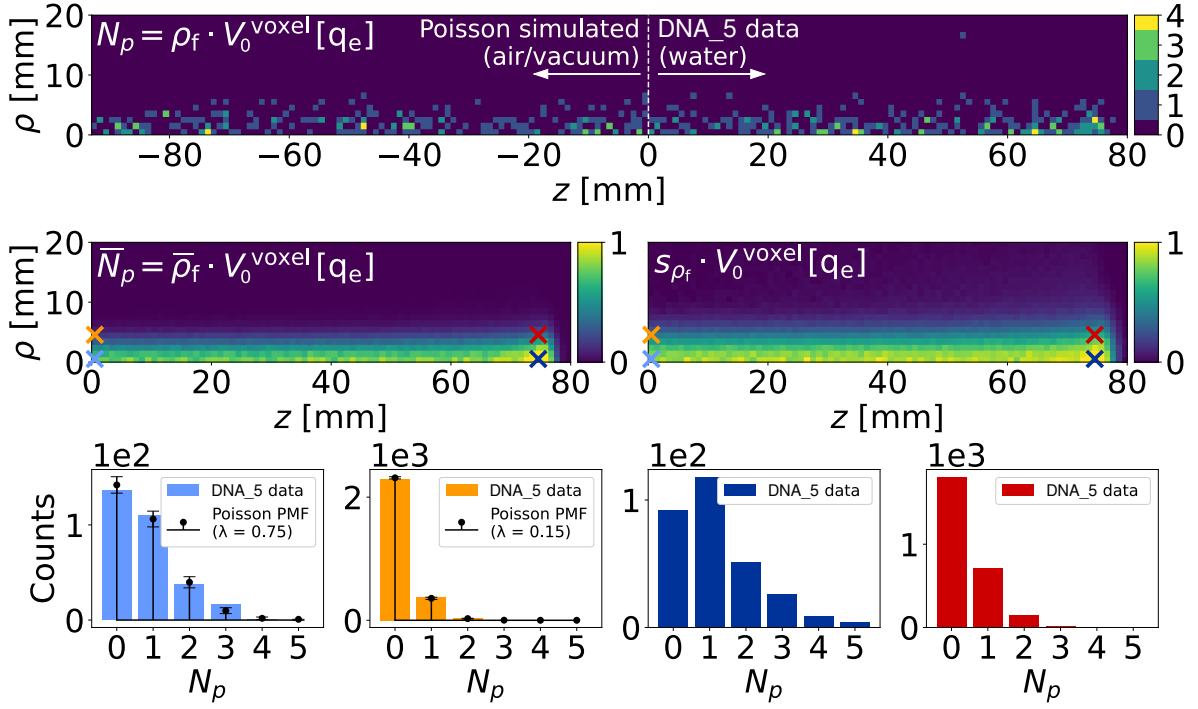 N_p = ρ_f · V_0^voxel [q_e]
Poisson simulated
(air/vacuum)
DNA_5 data
(water)
ρ [mm]
20
10
0
−80
−60
−40
−20
0
20
40
60
80
z [mm]
4
3
2
1
0
N̅_p = ρ̅_f · V_0^voxel [q_e]
ρ [mm]
20
10
0
0
20
40
60
80
z [mm]
1
0
s_ρ_f · V_0^voxel [q_e]
0
20
40
60
80
z [mm]
1
0
1e2
Counts
1
0
DNA_5 data
Poisson PMF
(λ = 0.75)
0 1 2 3 4 5
N_p
1e3
2
0
DNA_5 data
Poisson PMF
(λ = 0.15)
0 1 2 3 4 5
N_p
1e2
1
0
DNA_5 data
0 1 2 3 4 5
N_p
1e3
1
0
DNA_5 data
0 1 2 3 4 5
N_p